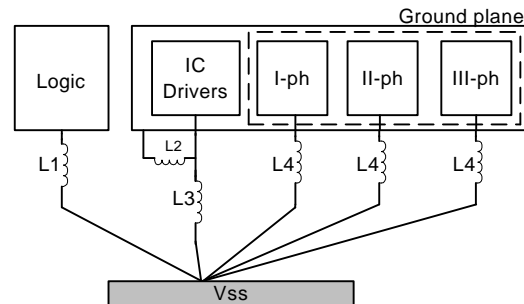 Ground plane
Logic
IC
Drivers
I-ph
II-ph
III-ph
L1
L2
L3
L4
L4
L4
Vss